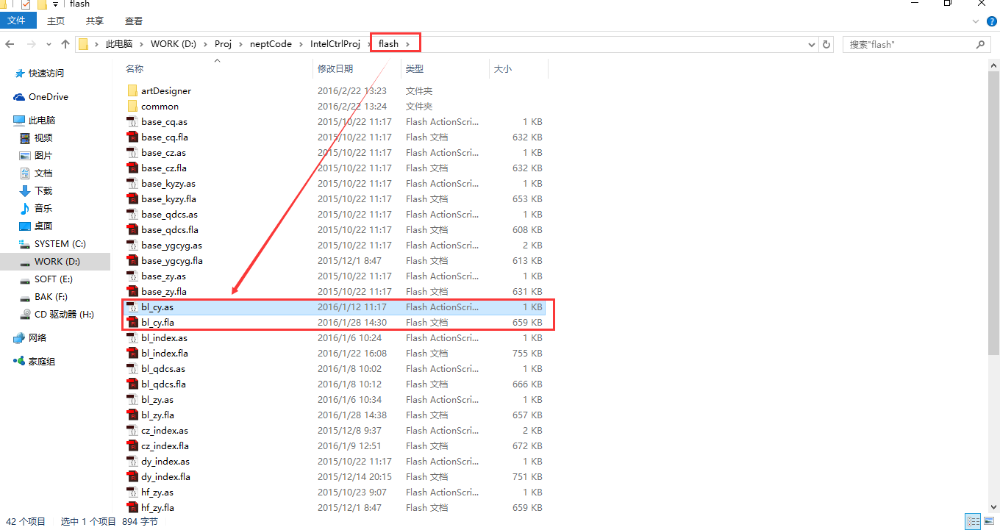 flash
文件 主页 共享 查看
此电脑 WORK (D:) Proj neptCode IntelCtrlProj flash 搜索"flash"
名称 修改日期 类型 大小
快速访问
OneDrive
此电脑
视频
图片
文档
下载
音乐
桌面
SYSTEM (C:)
WORK (D:)
SOFT (E:)
BAK (F:)
CD 驱动器 (H:)
网络
家庭组
artDesigner 2016/2/22 13:23 文件夹
common 2016/2/22 13:24 文件夹
base_cq.as 2015/10/22 11:17 Flash ActionScri... 1 KB
base_cq.fla 2015/10/22 11:17 Flash 文档 632 KB
base_cz.as 2015/10/22 11:17 Flash ActionScri... 1 KB
base_cz.fla 2015/10/22 11:17 Flash 文档 632 KB
base_kyzy.as 2015/10/22 11:17 Flash ActionScri... 1 KB
base_kyzy.fla 2015/10/22 11:17 Flash 文档 653 KB
base_qdcs.as 2015/10/22 11:17 Flash ActionScri... 1 KB
base_qdcs.fla 2015/10/22 11:17 Flash 文档 608 KB
base_ygcyg.as 2015/10/22 11:17 Flash ActionScri... 2 KB
base_ygcyg.fla 2015/12/1 8:47 Flash 文档 613 KB
base_zy.as 2015/10/22 11:17 Flash ActionScri... 1 KB
base_zy.fla 2015/10/22 11:17 Flash 文档 631 KB
bl_cy.as 2016/1/12 11:17 Flash ActionScri... 1 KB
bl_cy.fla 2016/1/28 14:30 Flash 文档 659 KB
bl_index.as 2016/1/6 10:24 Flash ActionScri... 1 KB
bl_index.fla 2016/1/22 16:08 Flash 文档 755 KB
bl_qdcs.as 2016/1/8 10:02 Flash ActionScri... 1 KB
bl_qdcs.fla 2016/1/8 10:12 Flash 文档 666 KB
bl_zy.as 2016/1/6 10:34 Flash ActionScri... 1 KB
bl_zy.fla 2016/1/28 14:38 Flash 文档 657 KB
cz_index.as 2015/12/8 9:37 Flash ActionScri... 2 KB
cz_index.fla 2016/1/9 12:51 Flash 文档 672 KB
dy_index.as 2015/10/22 11:17 Flash ActionScri... 1 KB
dy_index.fla 2015/12/14 20:15 Flash 文档 751 KB
hf_zy.as 2015/10/23 9:07 Flash ActionScri... 1 KB
hf_zy.fla 2015/12/1 8:47 Flash 文档 659 KB
42 个项目 选中 1 个项目 894 字节